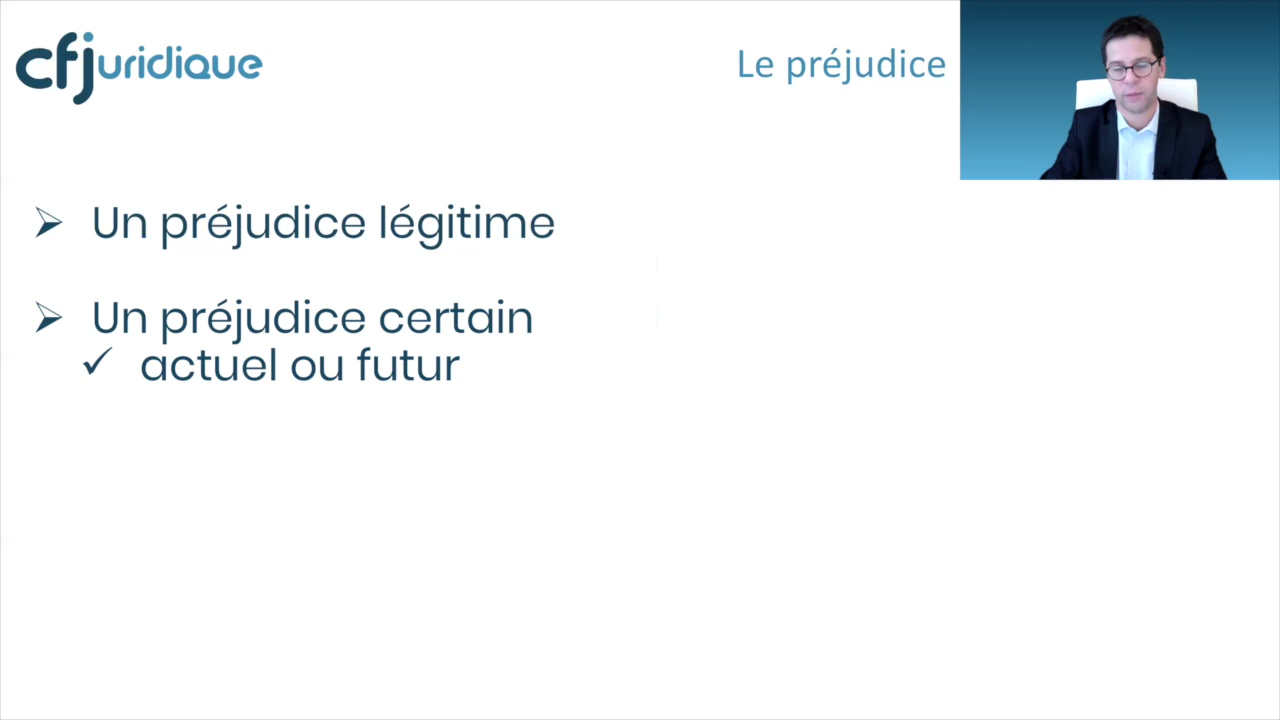 cfjuridique
Le préjudice
Un préjudice légitime
Un préjudice certain
actuel ou futur